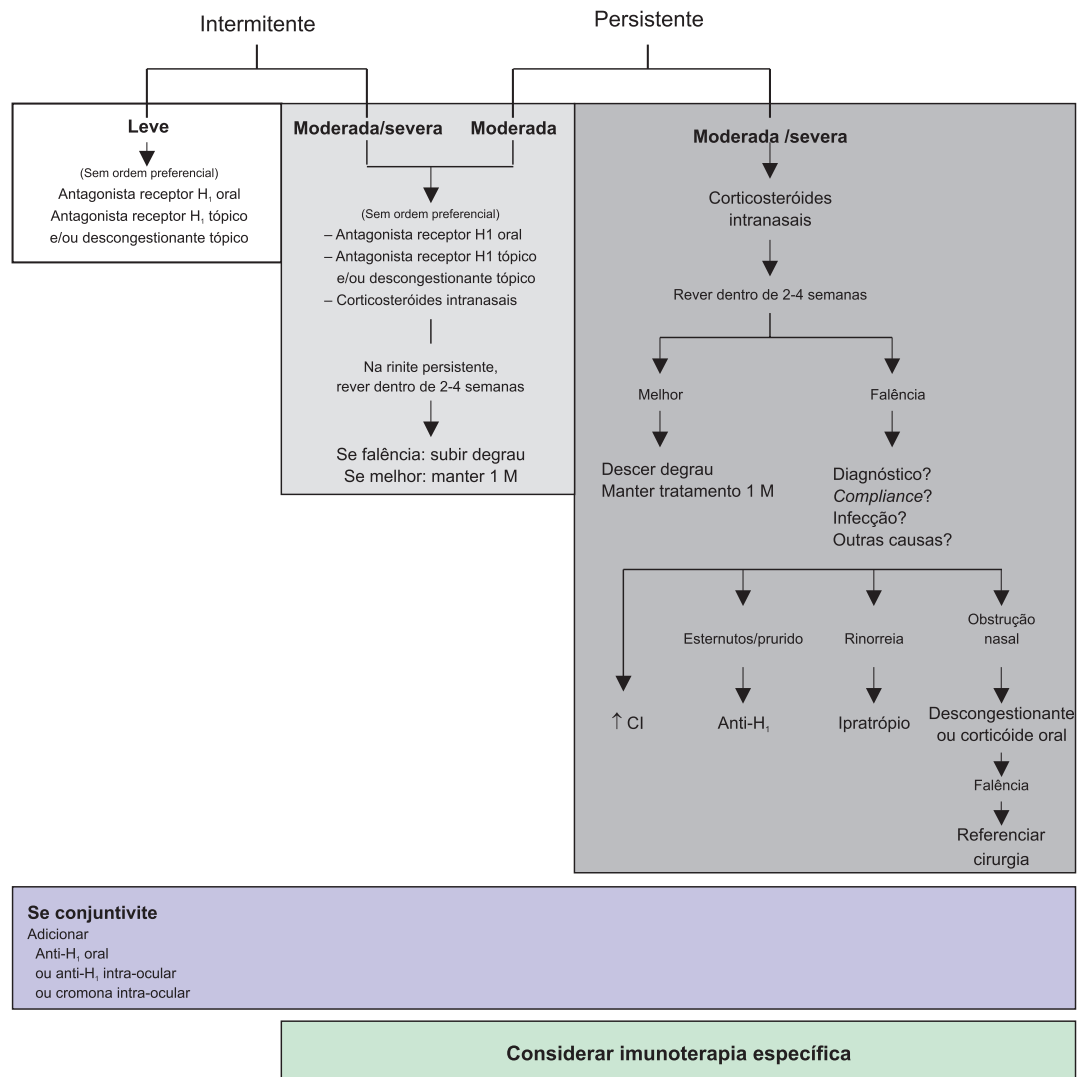 Intermitente
Persistente
Leve
(Sem ordem preferencial)
Antagonista receptor H₁ oral
Antagonista receptor H₁ tópico
e/ou descongestionante tópico
Moderada/severa
Moderada
(Sem ordem preferencial)
– Antagonista receptor H1 oral
– Antagonista receptor H1 tópico
e/ou descongestionante tópico
– Corticosteróides intranasais
Na rinite persistente,
rever dentro de 2-4 semanas
Se falência: subir degrau
Se melhor: manter 1 M
Moderada /severa
Corticosteróides
intranasais
Rever dentro de 2-4 semanas
Melhor
Falência
Descer degrau
Manter tratamento 1 M
Diagnóstico?
Compliance?
Infecção?
Outras causas?
Esternutos/prurido
Rinorreia
Obstrução
nasal
↑ CI
Anti-H₁
Ipratrópio
Descongestionante
ou corticóide oral
Falência
Referenciar
cirurgia
Se conjuntivite
Adicionar
Anti-H₁ oral
ou anti-H₁ intra-ocular
ou cromona intra-ocular
Considerar imunoterapia específica